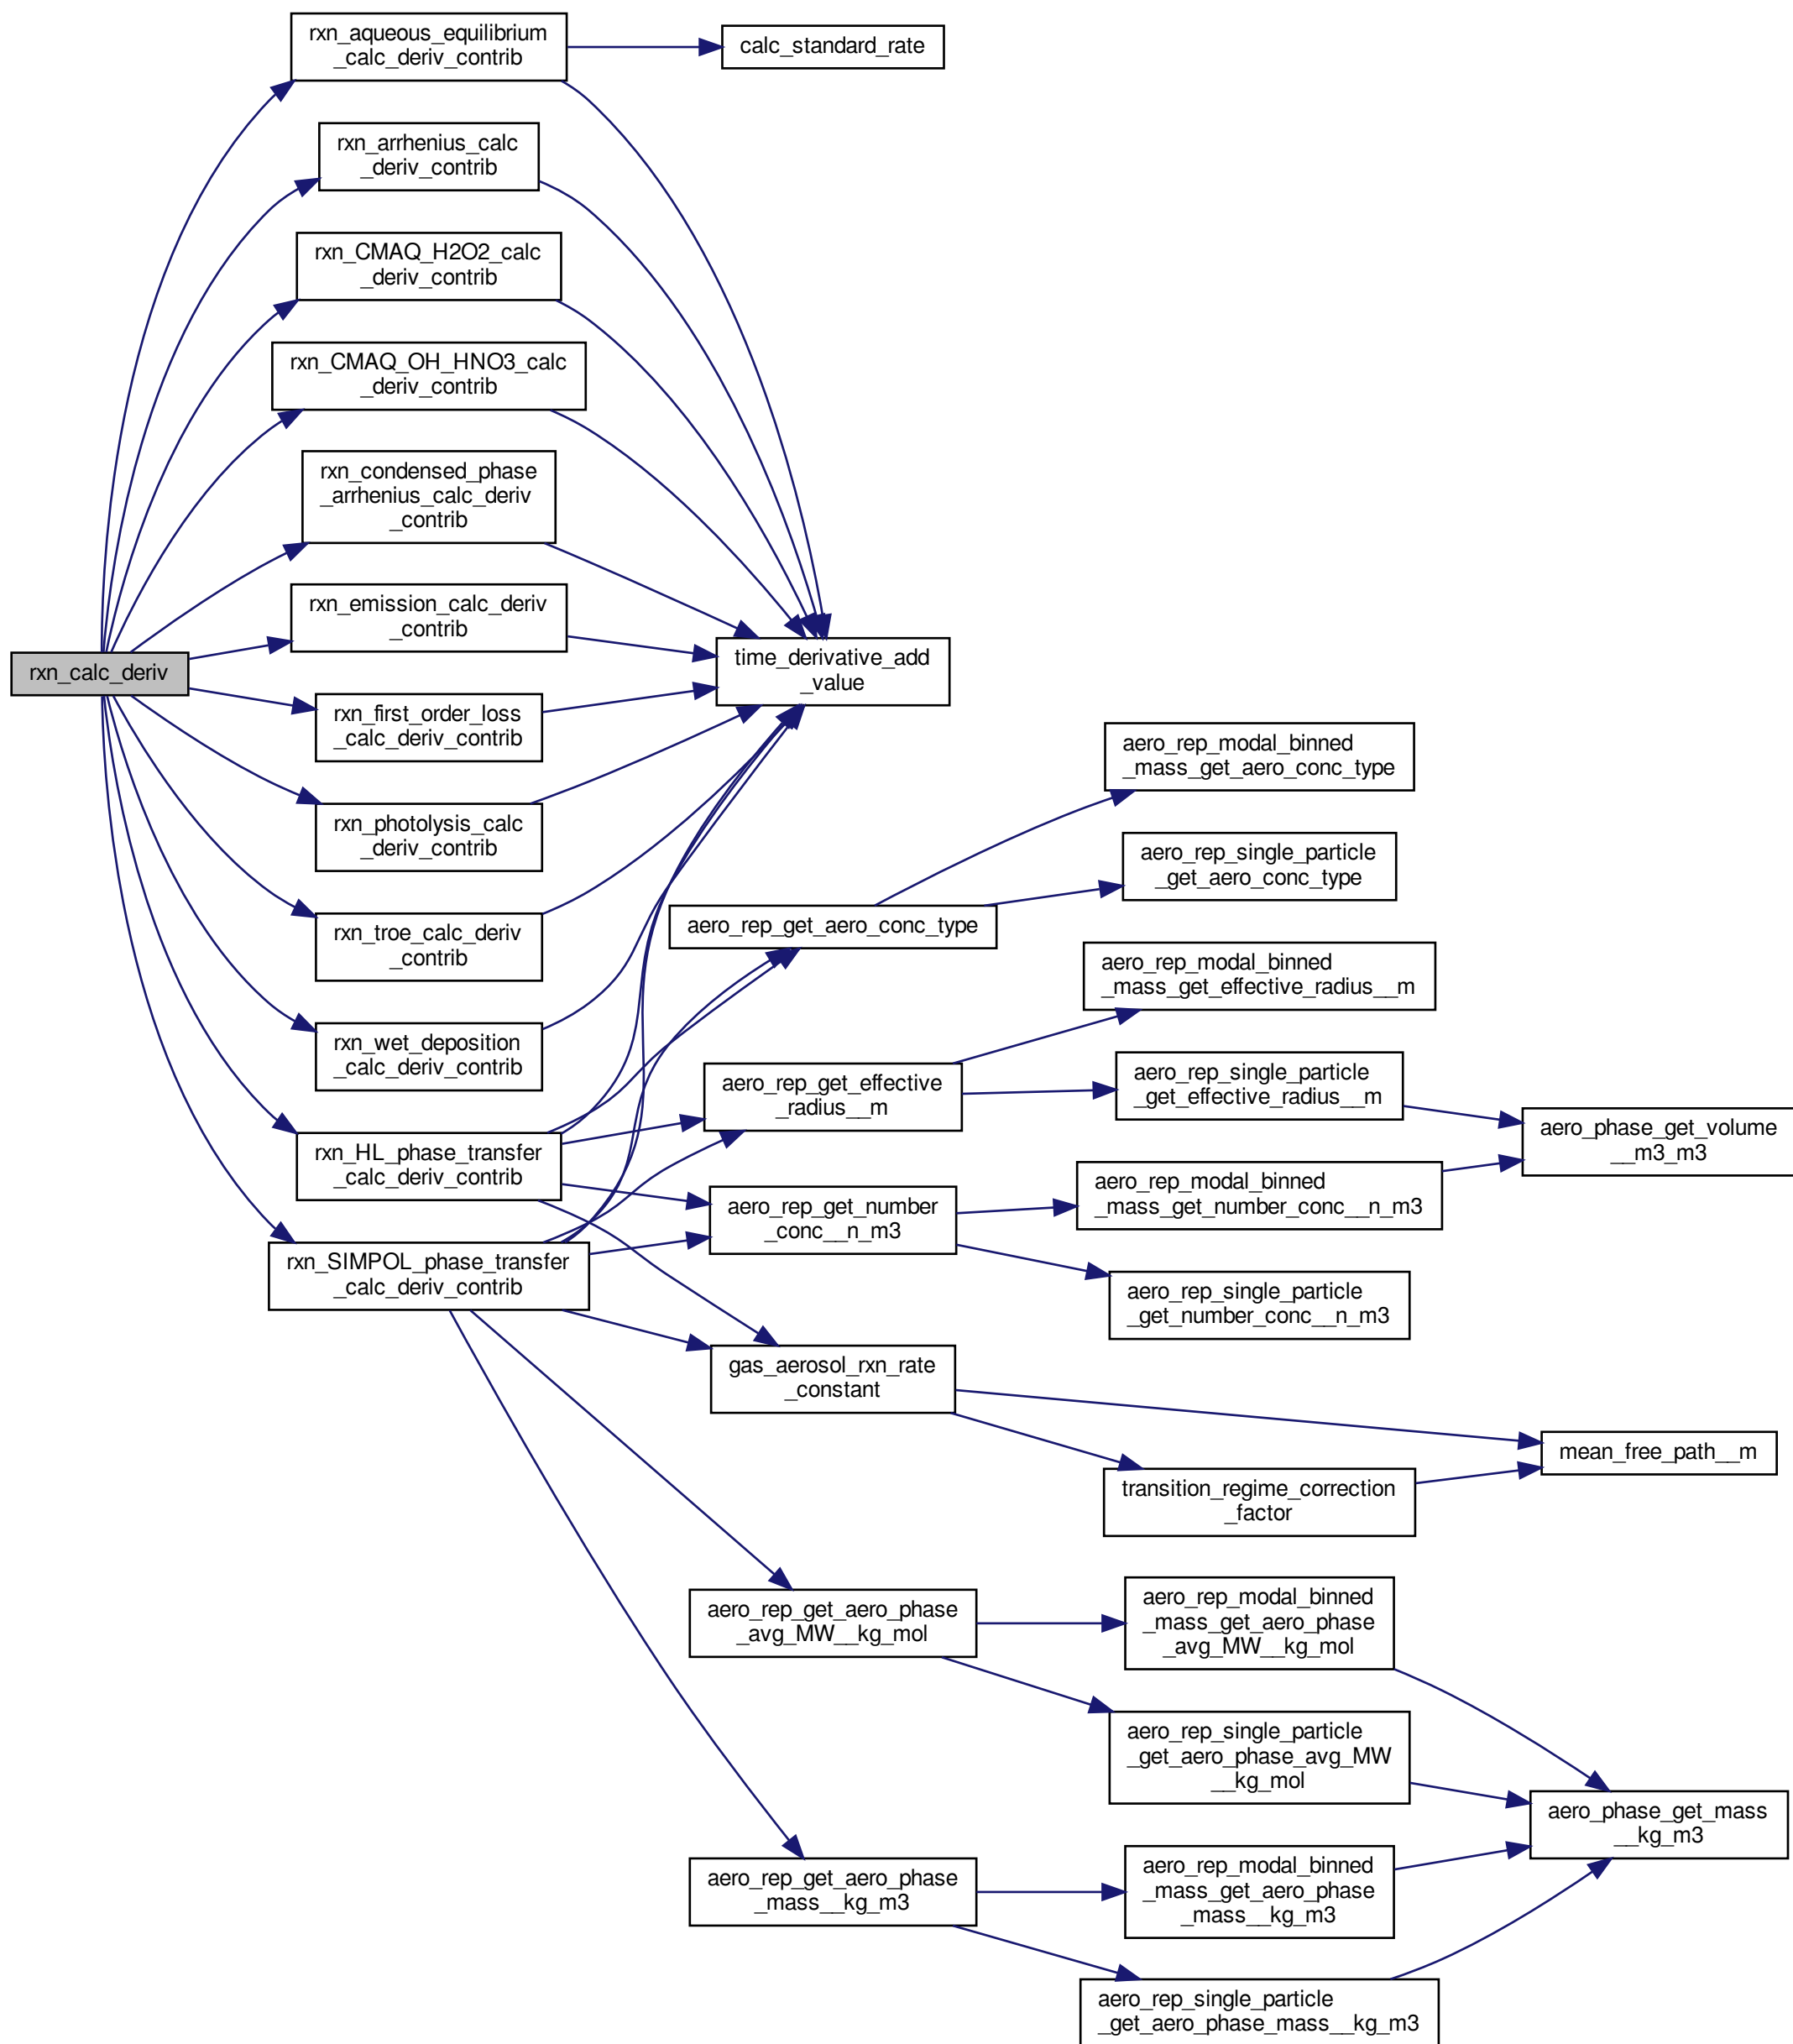 rxn_calc_deriv
rxn_aqueous_equilibrium
_calc_deriv_contrib
rxn_arrhenius_calc
_deriv_contrib
rxn_CMAQ_H2O2_calc
_deriv_contrib
rxn_CMAQ_OH_HNO3_calc
_deriv_contrib
rxn_condensed_phase
_arrhenius_calc_deriv
_contrib
rxn_emission_calc_deriv
_contrib
rxn_first_order_loss
_calc_deriv_contrib
rxn_photolysis_calc
_deriv_contrib
rxn_troe_calc_deriv
_contrib
rxn_wet_deposition
_calc_deriv_contrib
rxn_HL_phase_transfer
_calc_deriv_contrib
rxn_SIMPOL_phase_transfer
_calc_deriv_contrib
calc_standard_rate
time_derivative_add
_value
aero_rep_get_aero_conc_type
aero_rep_get_effective
_radius__m
aero_rep_get_number
_conc__n_m3
gas_aerosol_rxn_rate
_constant
aero_rep_get_aero_phase
_avg_MW__kg_mol
aero_rep_get_aero_phase
_mass__kg_m3
aero_rep_modal_binned
_mass_get_aero_conc_type
aero_rep_single_particle
_get_aero_conc_type
aero_rep_modal_binned
_mass_get_effective_radius__m
aero_rep_single_particle
_get_effective_radius__m
aero_rep_modal_binned
_mass_get_number_conc__n_m3
aero_rep_single_particle
_get_number_conc__n_m3
transition_regime_correction
_factor
aero_rep_modal_binned
_mass_get_aero_phase
_avg_MW__kg_mol
aero_rep_single_particle
_get_aero_phase_avg_MW
__kg_mol
aero_rep_modal_binned
_mass_get_aero_phase
_mass__kg_m3
aero_rep_single_particle
_get_aero_phase_mass__kg_m3
aero_phase_get_volume
__m3_m3
mean_free_path__m
aero_phase_get_mass
__kg_m3